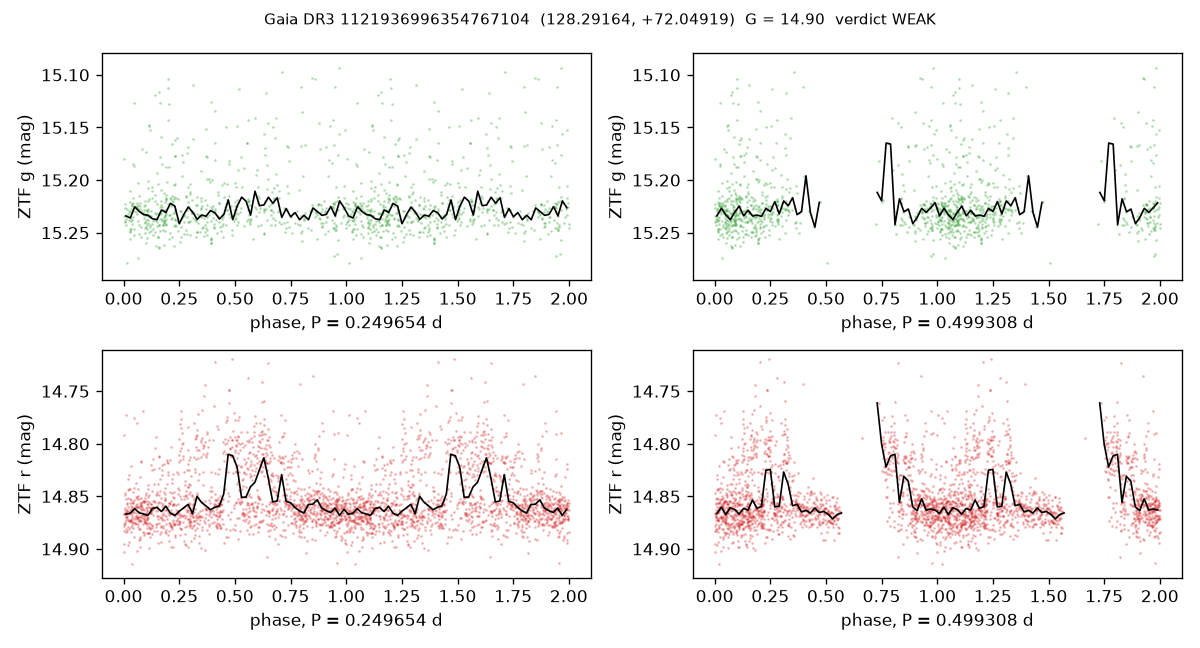 Gaia DR3 1121936996354767104 (128.29164, +72.04919) G = 14.90 verdict WEAK
ZTF g (mag)
15.10
15.15
15.20
15.25
0.00 0.25 0.50 0.75 1.00 1.25 1.50 1.75 2.00
phase, P = 0.249654 d
ZTF g (mag)
15.10
15.15
15.20
15.25
0.00 0.25 0.50 0.75 1.00 1.25 1.50 1.75 2.00
phase, P = 0.499308 d
ZTF r (mag)
14.75
14.80
14.85
14.90
0.00 0.25 0.50 0.75 1.00 1.25 1.50 1.75 2.00
phase, P = 0.249654 d
ZTF r (mag)
14.75
14.80
14.85
14.90
0.00 0.25 0.50 0.75 1.00 1.25 1.50 1.75 2.00
phase, P = 0.499308 d